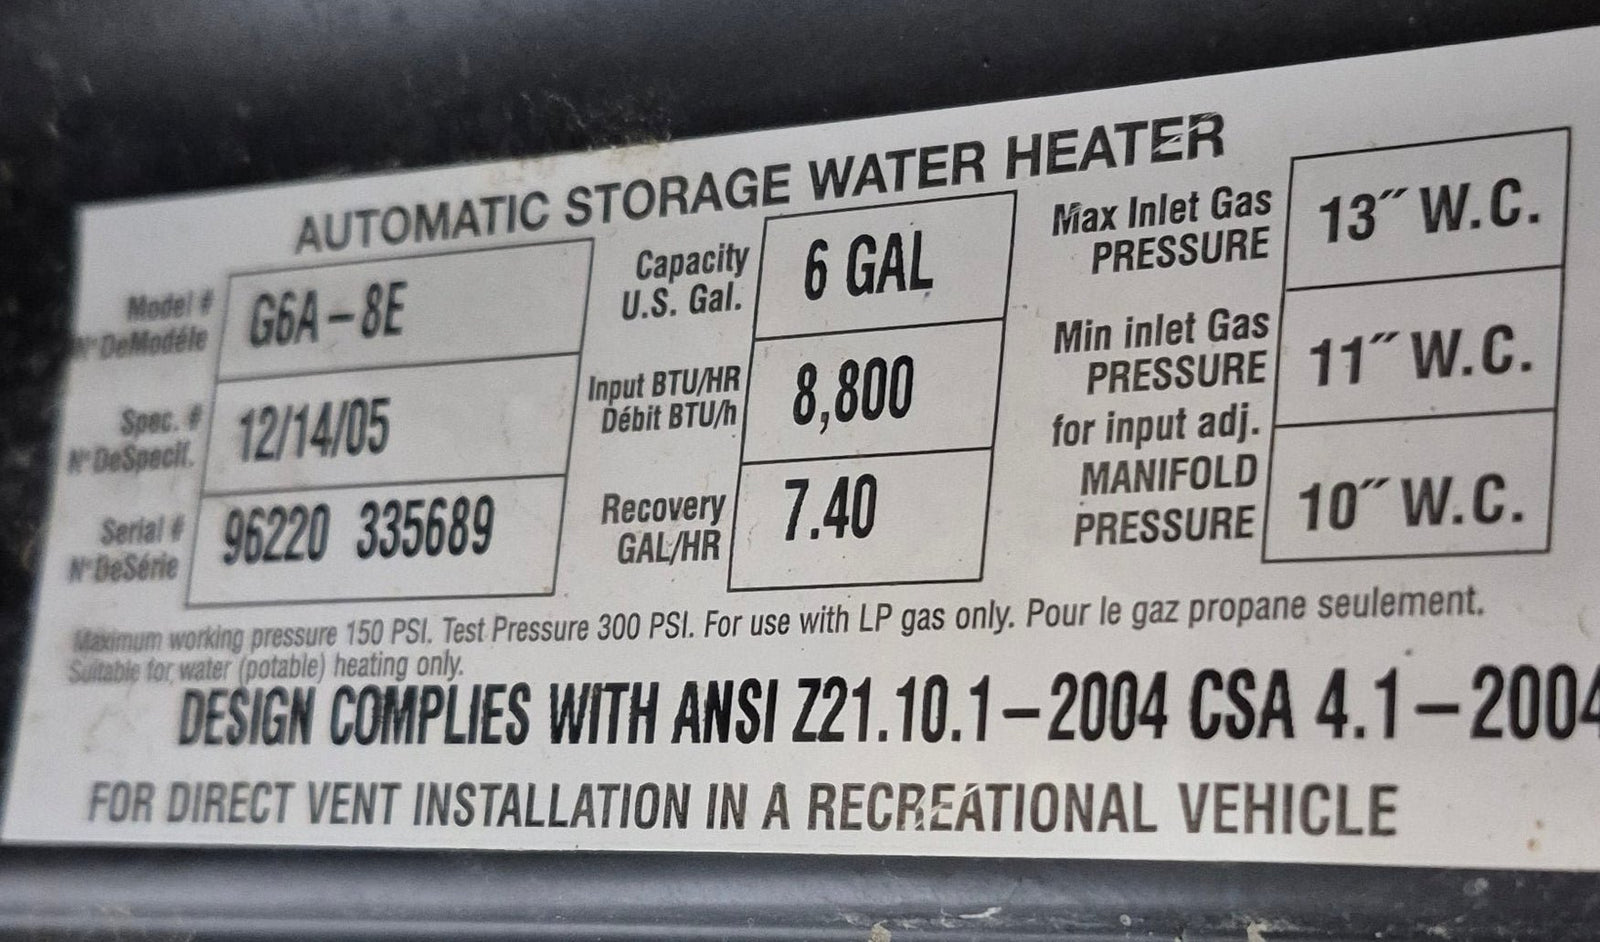 AUTOMATIC STORAGE WATER HEATER
Model # G6A-8E
N° DeModéle
Spec. # 12/14/05
N° DeSpecif.
Serial # 96220 335689
N° DeSérie
Capacity 6 GAL
U.S. Gal.
Input BTU/HR 8,800
Débit BTU/h
Recovery 7.40
GAL/HR
Max Inlet Gas 13″ W.C.
PRESSURE
Min inlet Gas 11″ W.C.
PRESSURE
for input adj.
MANIFOLD 10″ W.C.
PRESSURE
Maximum working pressure 150 PSI. Test Pressure 300 PSI. For use with LP gas only. Pour le gaz propane seulement.
Suitable for water (potable) heating only.
DESIGN COMPLIES WITH ANSI Z21.10.1-2004 CSA 4.1-2004
FOR DIRECT VENT INSTALLATION IN A RECREATIONAL VEHICLE